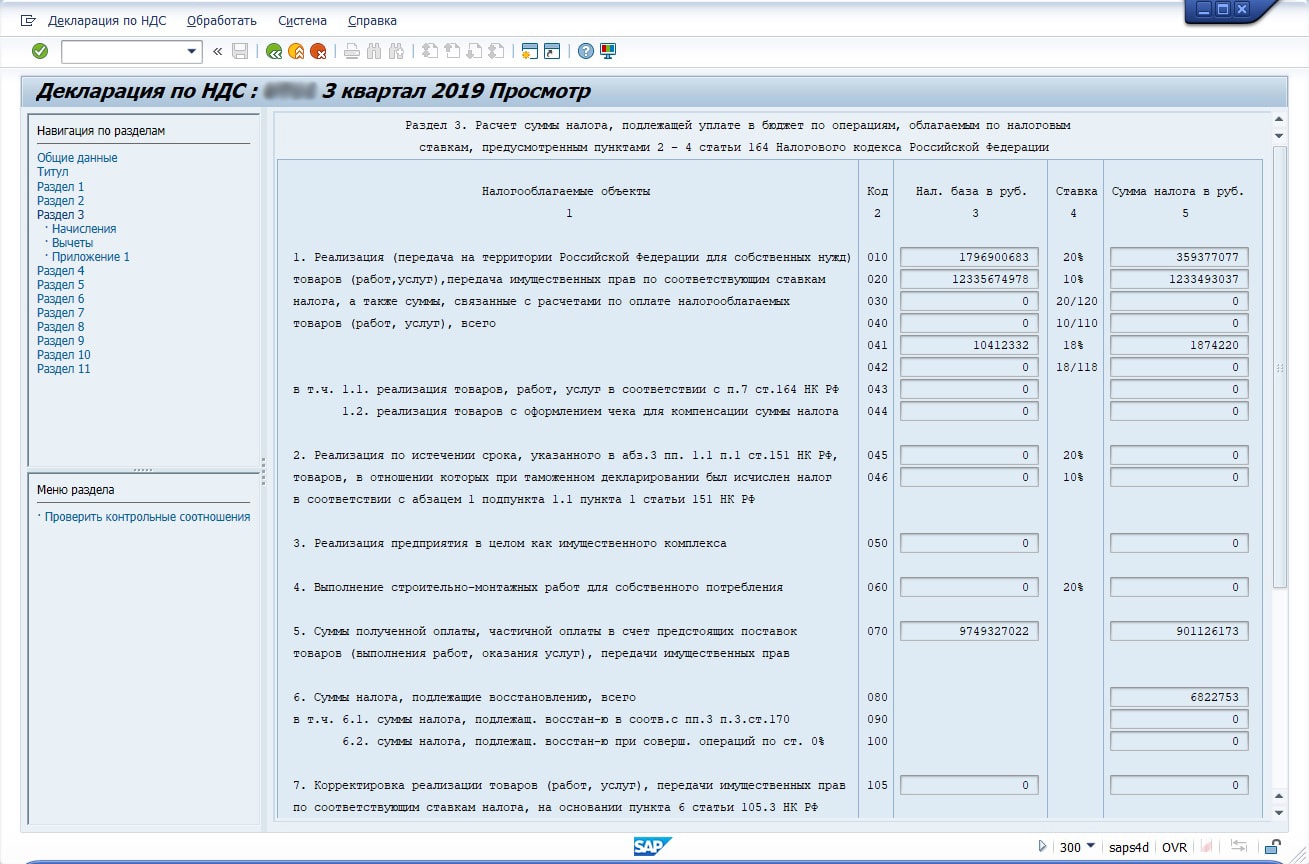 Декларация по НДС Обработать Система Справка
Декларация по НДС : 3 квартал 2019 Просмотр
Навигация по разделам
Общие данные
Титул
Раздел 1
Раздел 2
Раздел 3
· Начисления
· Вычеты
· Приложение 1
Раздел 4
Раздел 5
Раздел 6
Раздел 7
Раздел 8
Раздел 9
Раздел 10
Раздел 11
Меню раздела
· Проверить контрольные соотношения
Раздел 3. Расчет суммы налога, подлежащей уплате в бюджет по операциям, облагаемым по налоговым
ставкам, предусмотренным пунктами 2 - 4 статьи 164 Налогового кодекса Российской Федерации
Налогооблагаемые объекты Код Нал. база в руб. Ставка Сумма налога в руб.
1 2 3 4 5
1. Реализация (передача на территории Российской Федерации для собственных нужд) 010 1796900683 20% 359377077
товаров (работ,услуг),передача имущественных прав по соответствующим ставкам 020 12335674978 10% 1233493037
налога, а также суммы, связанные с расчетами по оплате налогооблагаемых 030 0 20/120 0
товаров (работ, услуг), всего 040 0 10/110 0
041 10412332 18% 1874220
042 0 18/118 0
в т.ч. 1.1. реализация товаров, работ, услуг в соответствии с п.7 ст.164 НК РФ 043 0 0
1.2. реализация товаров с оформлением чека для компенсации суммы налога 044 0 0
2. Реализация по истечении срока, указанного в абз.3 пп. 1.1 п.1 ст.151 НК РФ, 045 0 20% 0
товаров, в отношении которых при таможенном декларировании был исчислен налог 046 0 10% 0
в соответствии с абзацем 1 подпункта 1.1 пункта 1 статьи 151 НК РФ
3. Реализация предприятия в целом как имущественного комплекса 050 0 0
4. Выполнение строительно-монтажных работ для собственного потребления 060 0 20% 0
5. Суммы полученной оплаты, частичной оплаты в счет предстоящих поставок 070 9749327022 901126173
товаров (выполнения работ, оказания услуг), передачи имущественных прав
6. Суммы налога, подлежащие восстановлению, всего 080 6822753
в т.ч. 6.1. суммы налога, подлежащ. восстан-ю в соотв.с пп.3 п.3.ст.170 090 0
6.2. суммы налога, подлежащ. восстан-ю при соверш. операций по ст. 0% 100 0
7. Корректировка реализации товаров (работ, услуг), передачи имущественных прав 105 0 0
по соответствующим ставкам налога, на основании пункта 6 статьи 105.3 НК РФ
SAP 300 saps4d OVR